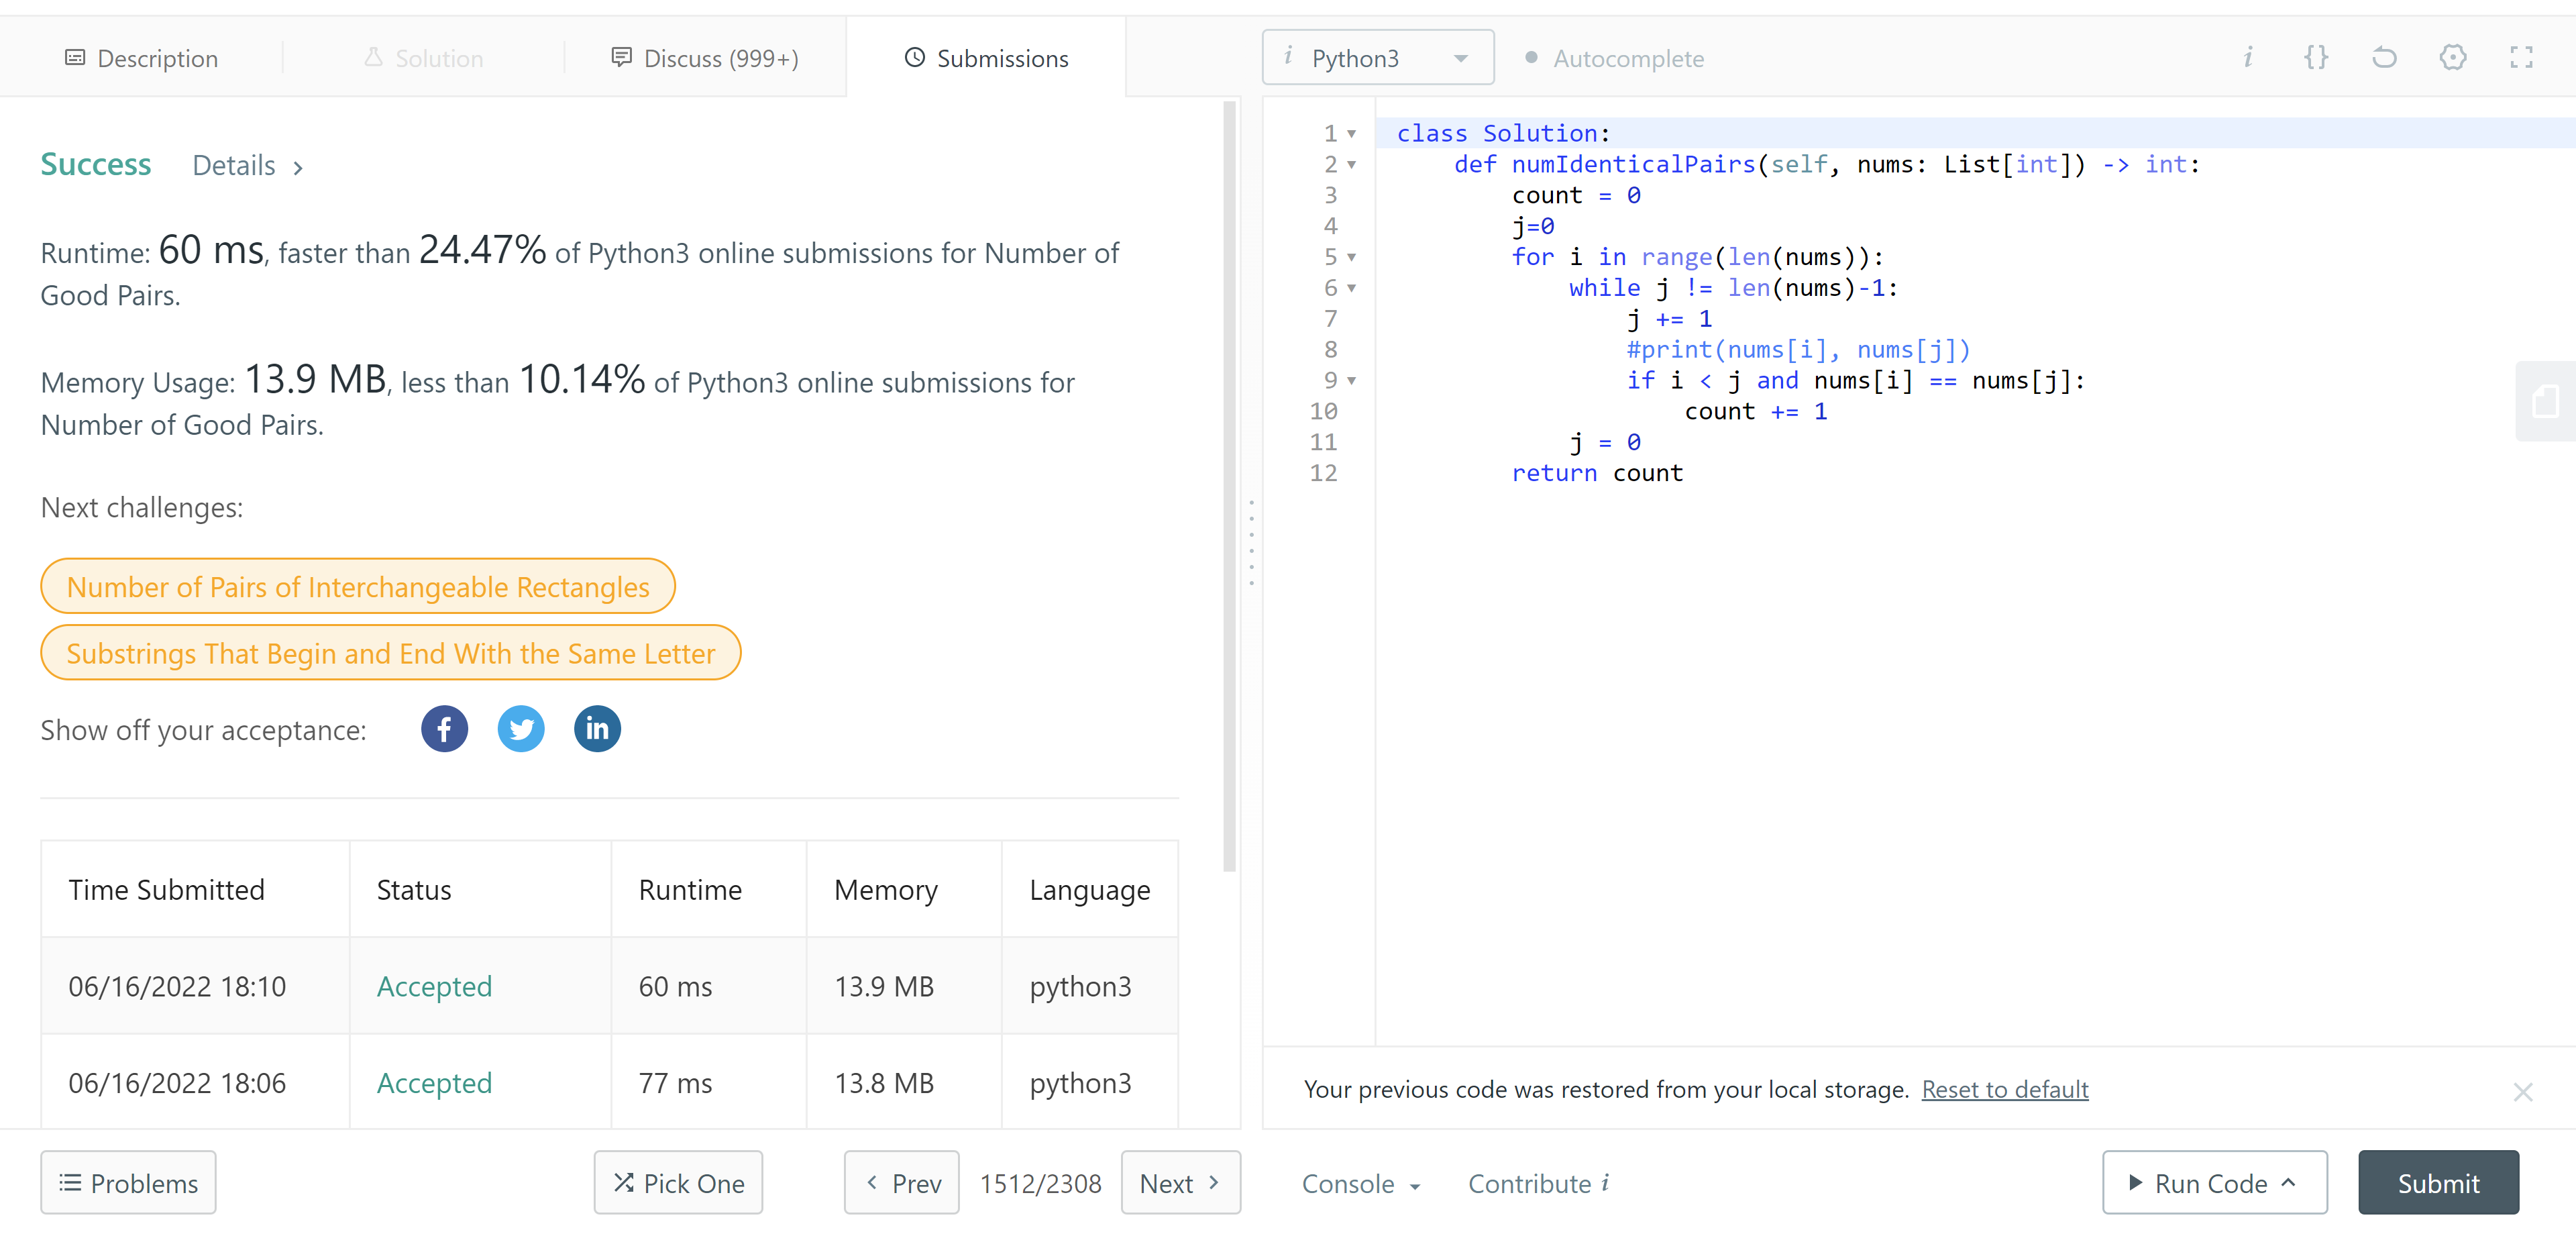 Description
Solution
Discuss (999+)
Submissions
i Python3
Autocomplete
i {}
Success Details >
Runtime: 60 ms, faster than 24.47% of Python3 online submissions for Number of
Good Pairs.
Memory Usage: 13.9 MB, less than 10.14% of Python3 online submissions for
Number of Good Pairs.
Next challenges:
Number of Pairs of Interchangeable Rectangles
Substrings That Begin and End With the Same Letter
Show off your acceptance: f in
Time Submitted Status Runtime Memory Language
06/16/2022 18:10 Accepted 60 ms 13.9 MB python3
06/16/2022 18:06 Accepted 77 ms 13.8 MB python3
Problems
Pick One
< Prev
1512/2308
Next >
1 class Solution:
2     def numIdenticalPairs(self, nums: List[int]) -> int:
3         count = 0
4         j=0
5         for i in range(len(nums)):
6             while j != len(nums)-1:
7                 j += 1
8                 #print(nums[i], nums[j])
9                 if i < j and nums[i] == nums[j]:
10                     count += 1
11             j = 0
12         return count
Your previous code was restored from your local storage. Reset to default
Console
Contribute i
Run Code
Submit